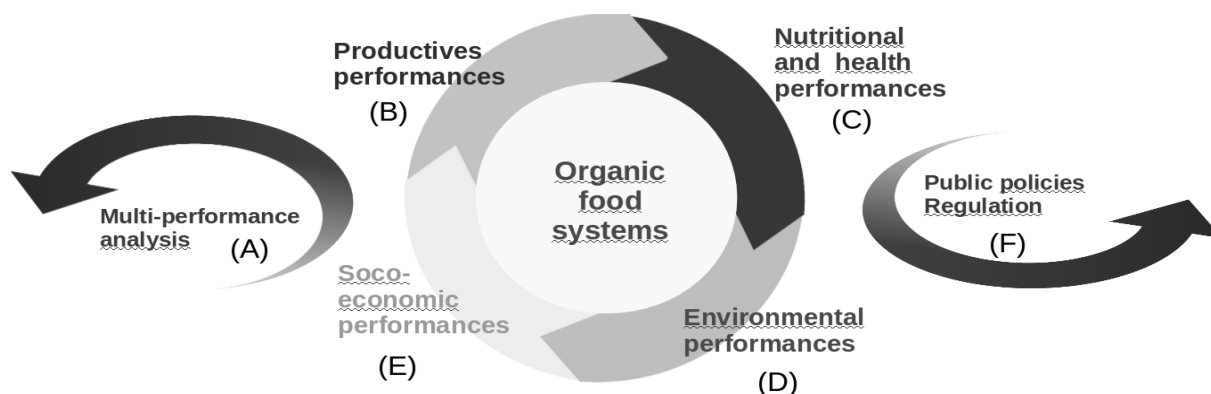 Productives
performances
(B)
Nutritional
and health
performances
(C)
Multi-performance
analysis
(A)
Organic
food
systems
Public policies
Regulation
(F)
Soco-
economic
performances
(E)
Environmental
performances
(D)